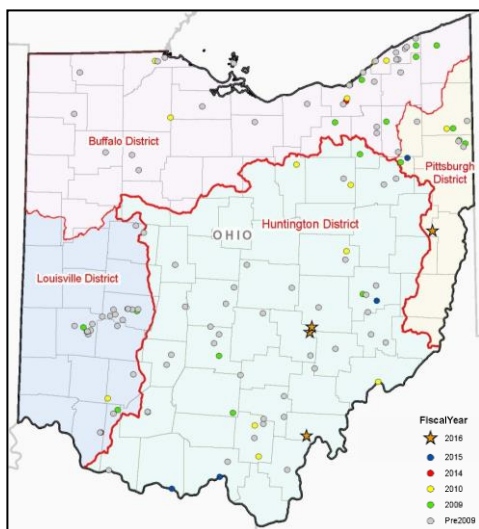 Buffalo District
Pittsburgh
District
Huntington District
OHIO
Louisville District
FiscalYear
2016
2015
2014
2010
2009
Pre2009